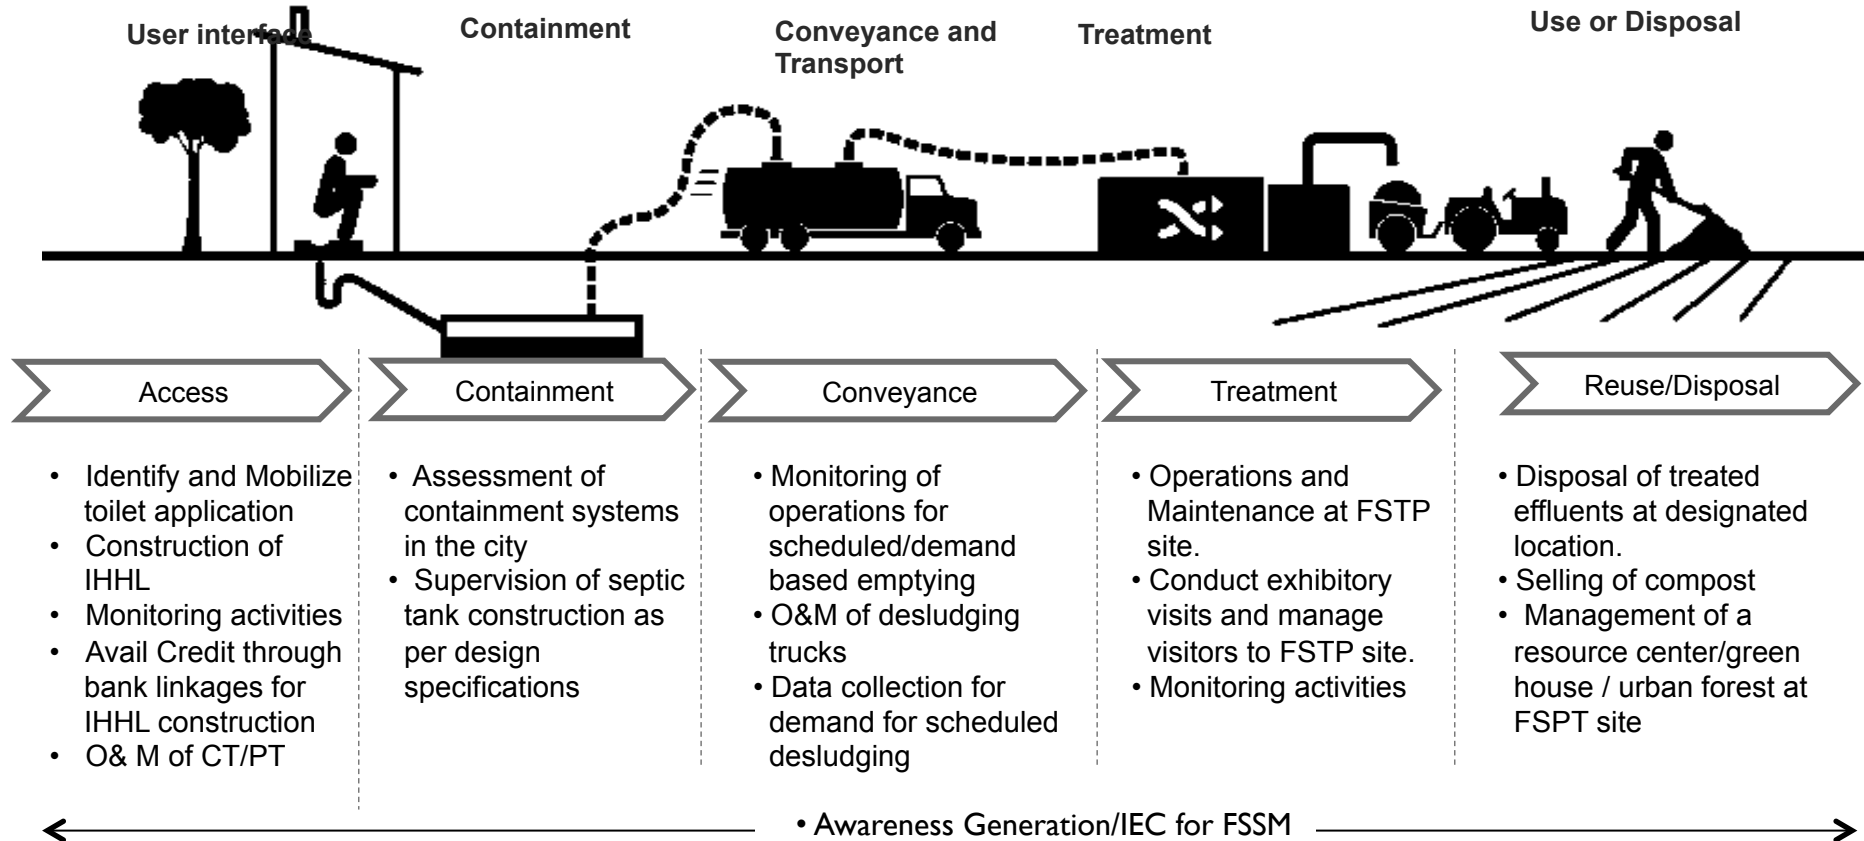 User interface
Containment
Conveyance and
Transport
Treatment
Use or Disposal
Access
Containment
Conveyance
Treatment
Reuse/Disposal
• Identify and Mobilize
toilet application
• Construction of
IHHL
• Monitoring activities
• Avail Credit through
bank linkages for
IHHL construction
• O& M of CT/PT
• Assessment of
containment systems
in the city
• Supervision of septic
tank construction as
per design
specifications
• Monitoring of
operations for
scheduled/demand
based emptying
• O&M of desludging
trucks
• Data collection for
demand for scheduled
desludging
• Operations and
Maintenance at FSTP
site.
• Conduct exhibitory
visits and manage
visitors to FSTP site.
• Monitoring activities
• Disposal of treated
effluents at designated
location.
• Selling of compost
• Management of a
resource center/green
house / urban forest at
FSPT site
• Awareness Generation/IEC for FSSM